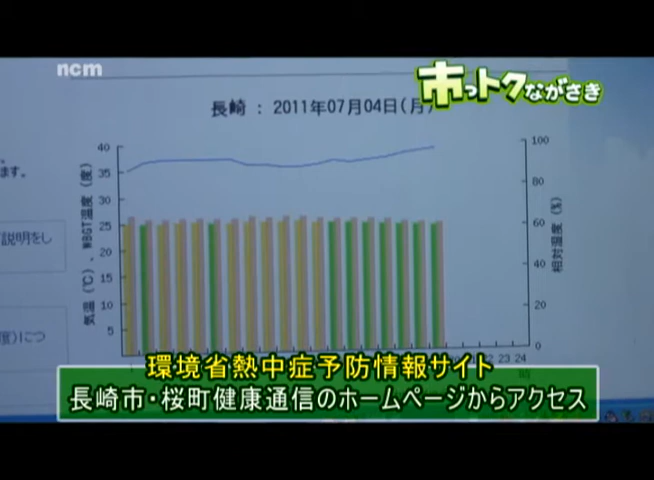 ncm
市っトクながさき
長崎 : 2011年07月04日(月)
ます。
説明をし
度)につ
気温(℃)、WBGT温度(度)
40
35
30
25
20
15
10
5
100
80
60
40
20
0
相対湿度(%)
22 23 24
時
環境省熱中症予防情報サイト
長崎市・桜町健康通信のホームページからアクセス